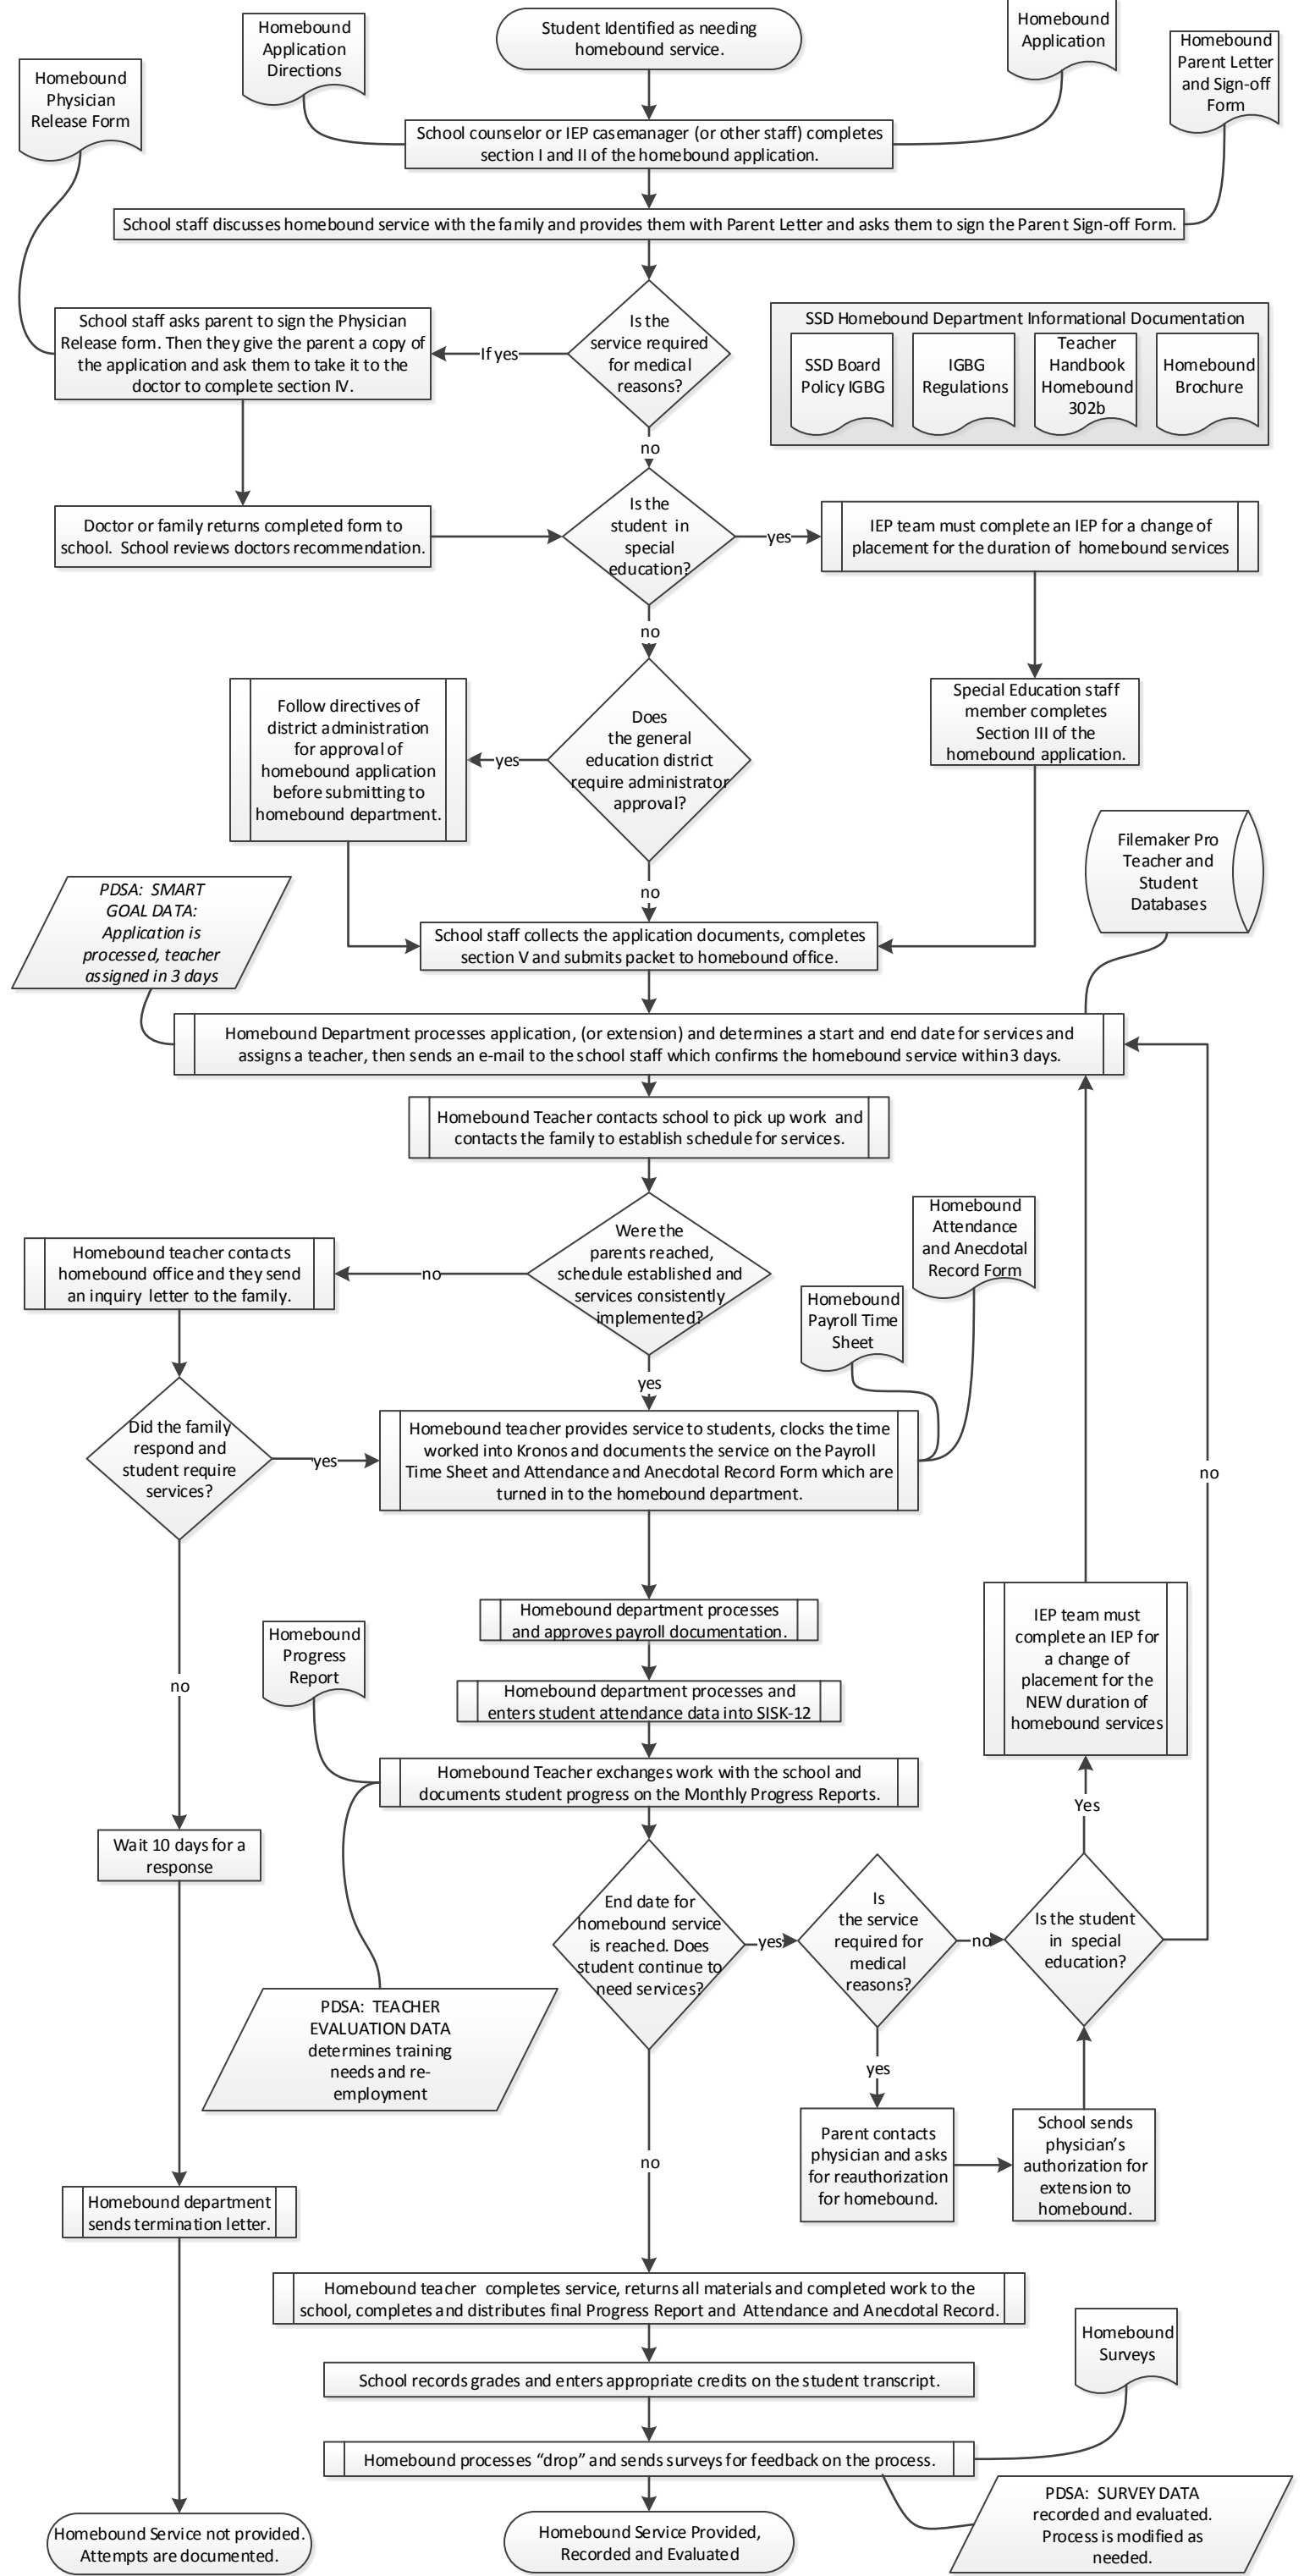 Student Identified as needing
homebound service.
Homebound
Application
Directions
Homebound
Application
Homebound
Parent Letter
and Sign-off
Form
Homebound
Physician
Release Form
School counselor or IEP casemanager (or other staff) completes
section I and II of the homebound application.
School staff discusses homebound service with the family and provides them with Parent Letter and asks them to sign the Parent Sign-off Form.
Is the
service required
for medical
reasons?
If yes
no
School staff asks parent to sign the Physician
Release form. Then they give the parent a copy of
the application and ask them to take it to the
doctor to complete section IV.
SSD Homebound Department Informational Documentation
SSD Board
Policy IGBG
IGBG
Regulations
Teacher
Handbook
Homebound
302b
Homebound
Brochure
Doctor or family returns completed form to
school. School reviews doctors recommendation.
Is the
student in
special
education?
yes
no
IEP team must complete an IEP for a change of
placement for the duration of homebound services
Special Education staff
member completes
Section III of the
homebound application.
Does
the general
education district
require administrator
approval?
yes
no
Follow directives of
district administration
for approval of
homebound application
before submitting to
homebound department.
Filemaker Pro
Teacher and
Student
Databases
PDSA: SMART
GOAL DATA:
Application is
processed, teacher
assigned in 3 days
School staff collects the application documents, completes
section V and submits packet to homebound office.
Homebound Department processes application, (or extension) and determines a start and end date for services and
assigns a teacher, then sends an e-mail to the school staff which confirms the homebound service within 3 days.
Homebound Teacher contacts school to pick up work and
contacts the family to establish schedule for services.
Were the
parents reached,
schedule established and
services consistently
implemented?
no
yes
Homebound teacher contacts
homebound office and they send
an inquiry letter to the family.
Homebound
Attendance
and Anecdotal
Record Form
Homebound
Payroll Time
Sheet
Did the family
respond and
student require
services?
yes
no
Homebound teacher provides service to students, clocks the time
worked into Kronos and documents the service on the Payroll
Time Sheet and Attendance and Anecdotal Record Form which are
turned in to the homebound department.
no
Homebound department processes
and approves payroll documentation.
Homebound
Progress
Report
Homebound department processes and
enters student attendance data into SISK-12
IEP team must
complete an IEP for
a change of
placement for the
NEW duration of
homebound services
Homebound Teacher exchanges work with the school and
documents student progress on the Monthly Progress Reports.
Yes
Wait 10 days for a
response
End date for
homebound service
is reached. Does
student continue to
need services?
yes
no
Is
the service
required for
medical
reasons?
no
yes
Is the student
in special
education?
PDSA: TEACHER
EVALUATION DATA
determines training
needs and re-
employment
Parent contacts
physician and asks
for reauthorization
for homebound.
School sends
physician's
authorization for
extension to
homebound.
Homebound department
sends termination letter.
Homebound teacher completes service, returns all materials and completed work to the
school, completes and distributes final Progress Report and Attendance and Anecdotal Record.
Homebound
Surveys
School records grades and enters appropriate credits on the student transcript.
Homebound processes “drop” and sends surveys for feedback on the process.
PDSA: SURVEY DATA
recorded and evaluated.
Process is modified as
needed.
Homebound Service not provided.
Attempts are documented.
Homebound Service Provided,
Recorded and Evaluated